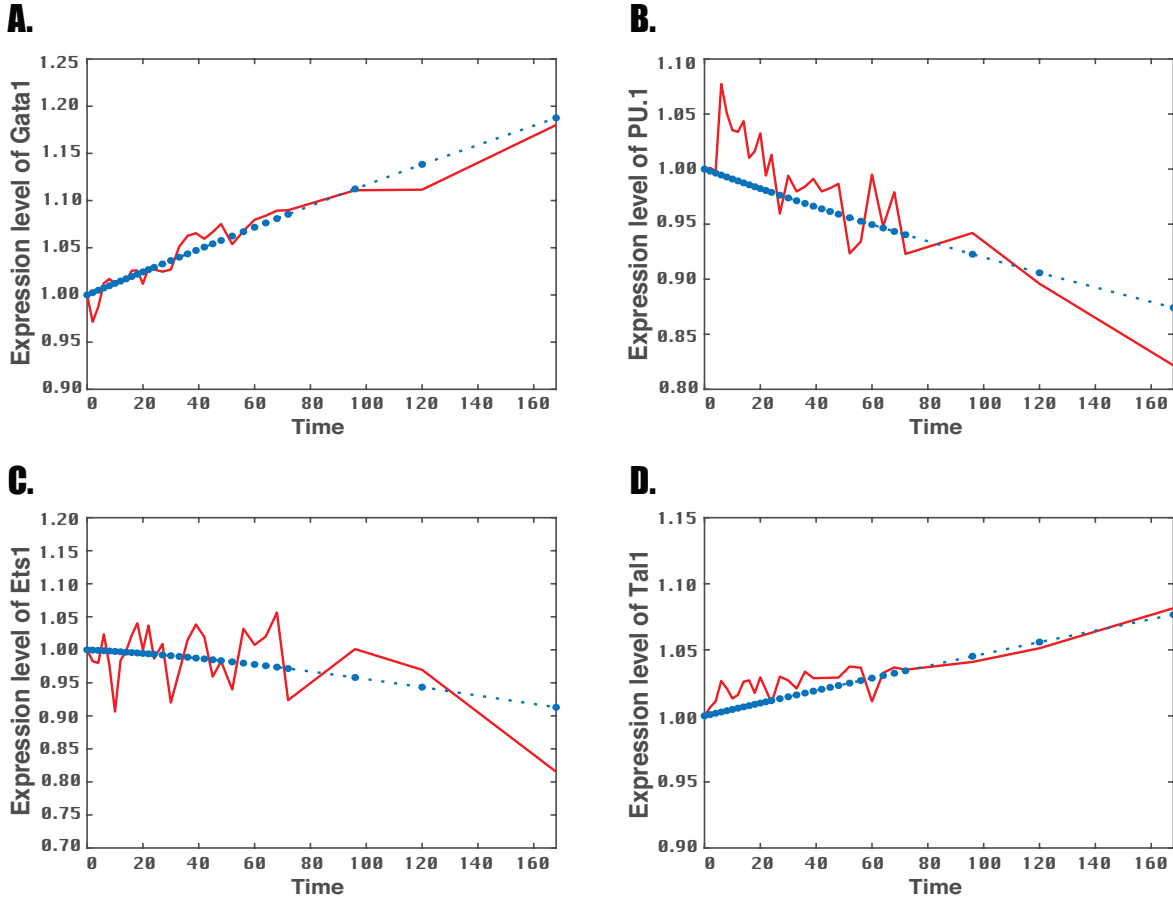 A.
Expression level of Gata1
1.25
1.20
1.15
1.10
1.05
1.00
0.95
0.90
0 20 40 60 80 100 120 140 160
Time
B.
Expression level of PU.1
1.10
1.05
1.00
0.95
0.90
0.85
0.80
0 20 40 60 80 100 120 140 160
Time
C.
Expression level of Ets1
1.20
1.15
1.10
1.05
1.00
0.95
0.90
0.85
0.80
0.75
0.70
0 20 40 60 80 100 120 140 160
Time
D.
Expression level of Tal1
1.15
1.10
1.05
1.00
0.95
0.90
0 20 40 60 80 100 120 140 160
Time